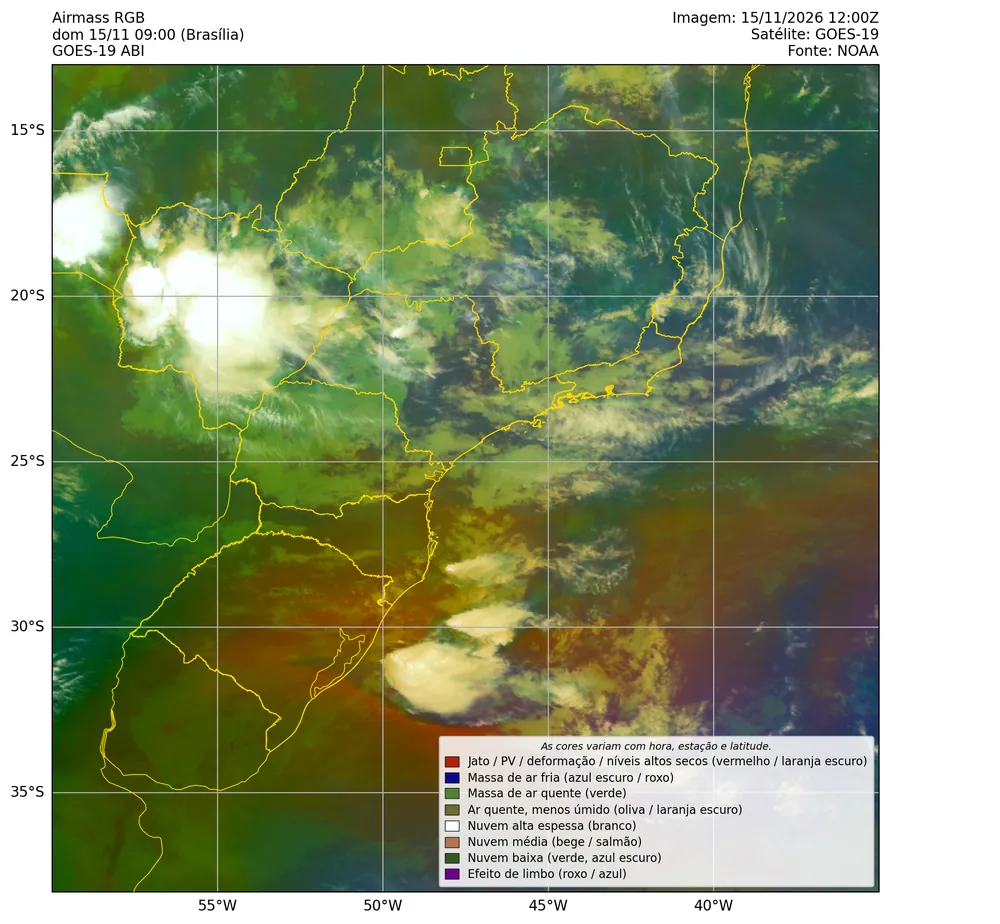 Airmass RGB
dom 15/11 09:00 (Brasília)
GOES-19 ABI
Imagem: 15/11/2026 12:00Z
Satélite: GOES-19
Fonte: NOAA
15°S
20°S
25°S
30°S
35°S
As cores variam com hora, estação e latitude.
Jato / PV / deformação / níveis altos secos (vermelho / laranja escuro)
Massa de ar fria (azul escuro / roxo)
Massa de ar quente (verde)
Ar quente, menos úmido (oliva / laranja escuro)
Nuvem alta espessa (branco)
Nuvem média (bege / salmão)
Nuvem baixa (verde, azul escuro)
Efeito de limbo (roxo / azul)
55°W 50°W 45°W 40°W